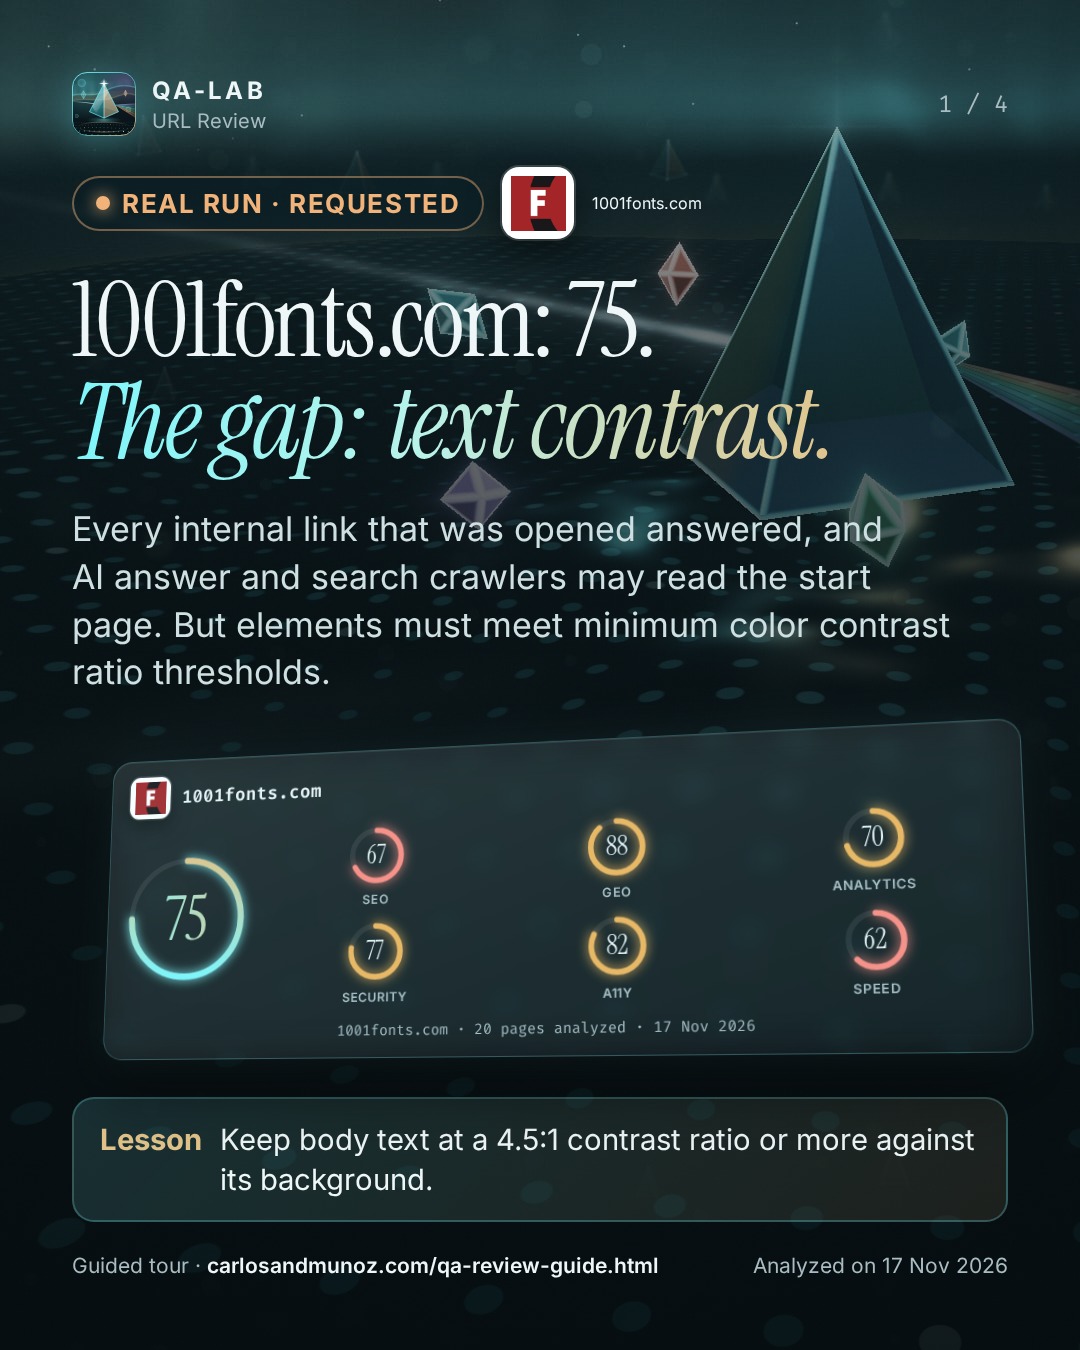 QA-LAB
URL Review
1 / 4
REAL RUN · REQUESTED
F
1001fonts.com
1001fonts.com: 75.
The gap: text contrast.
Every internal link that was opened answered, and
AI answer and search crawlers may read the start
page. But elements must meet minimum color contrast
ratio thresholds.
F
1001fonts.com
75
67
SEO
88
GEO
70
ANALYTICS
77
SECURITY
82
A11Y
62
SPEED
1001fonts.com · 20 pages analyzed · 17 Nov 2026
Lesson Keep body text at a 4.5:1 contrast ratio or more against
its background.
Guided tour · carlosandmunoz.com/qa-review-guide.html
Analyzed on 17 Nov 2026